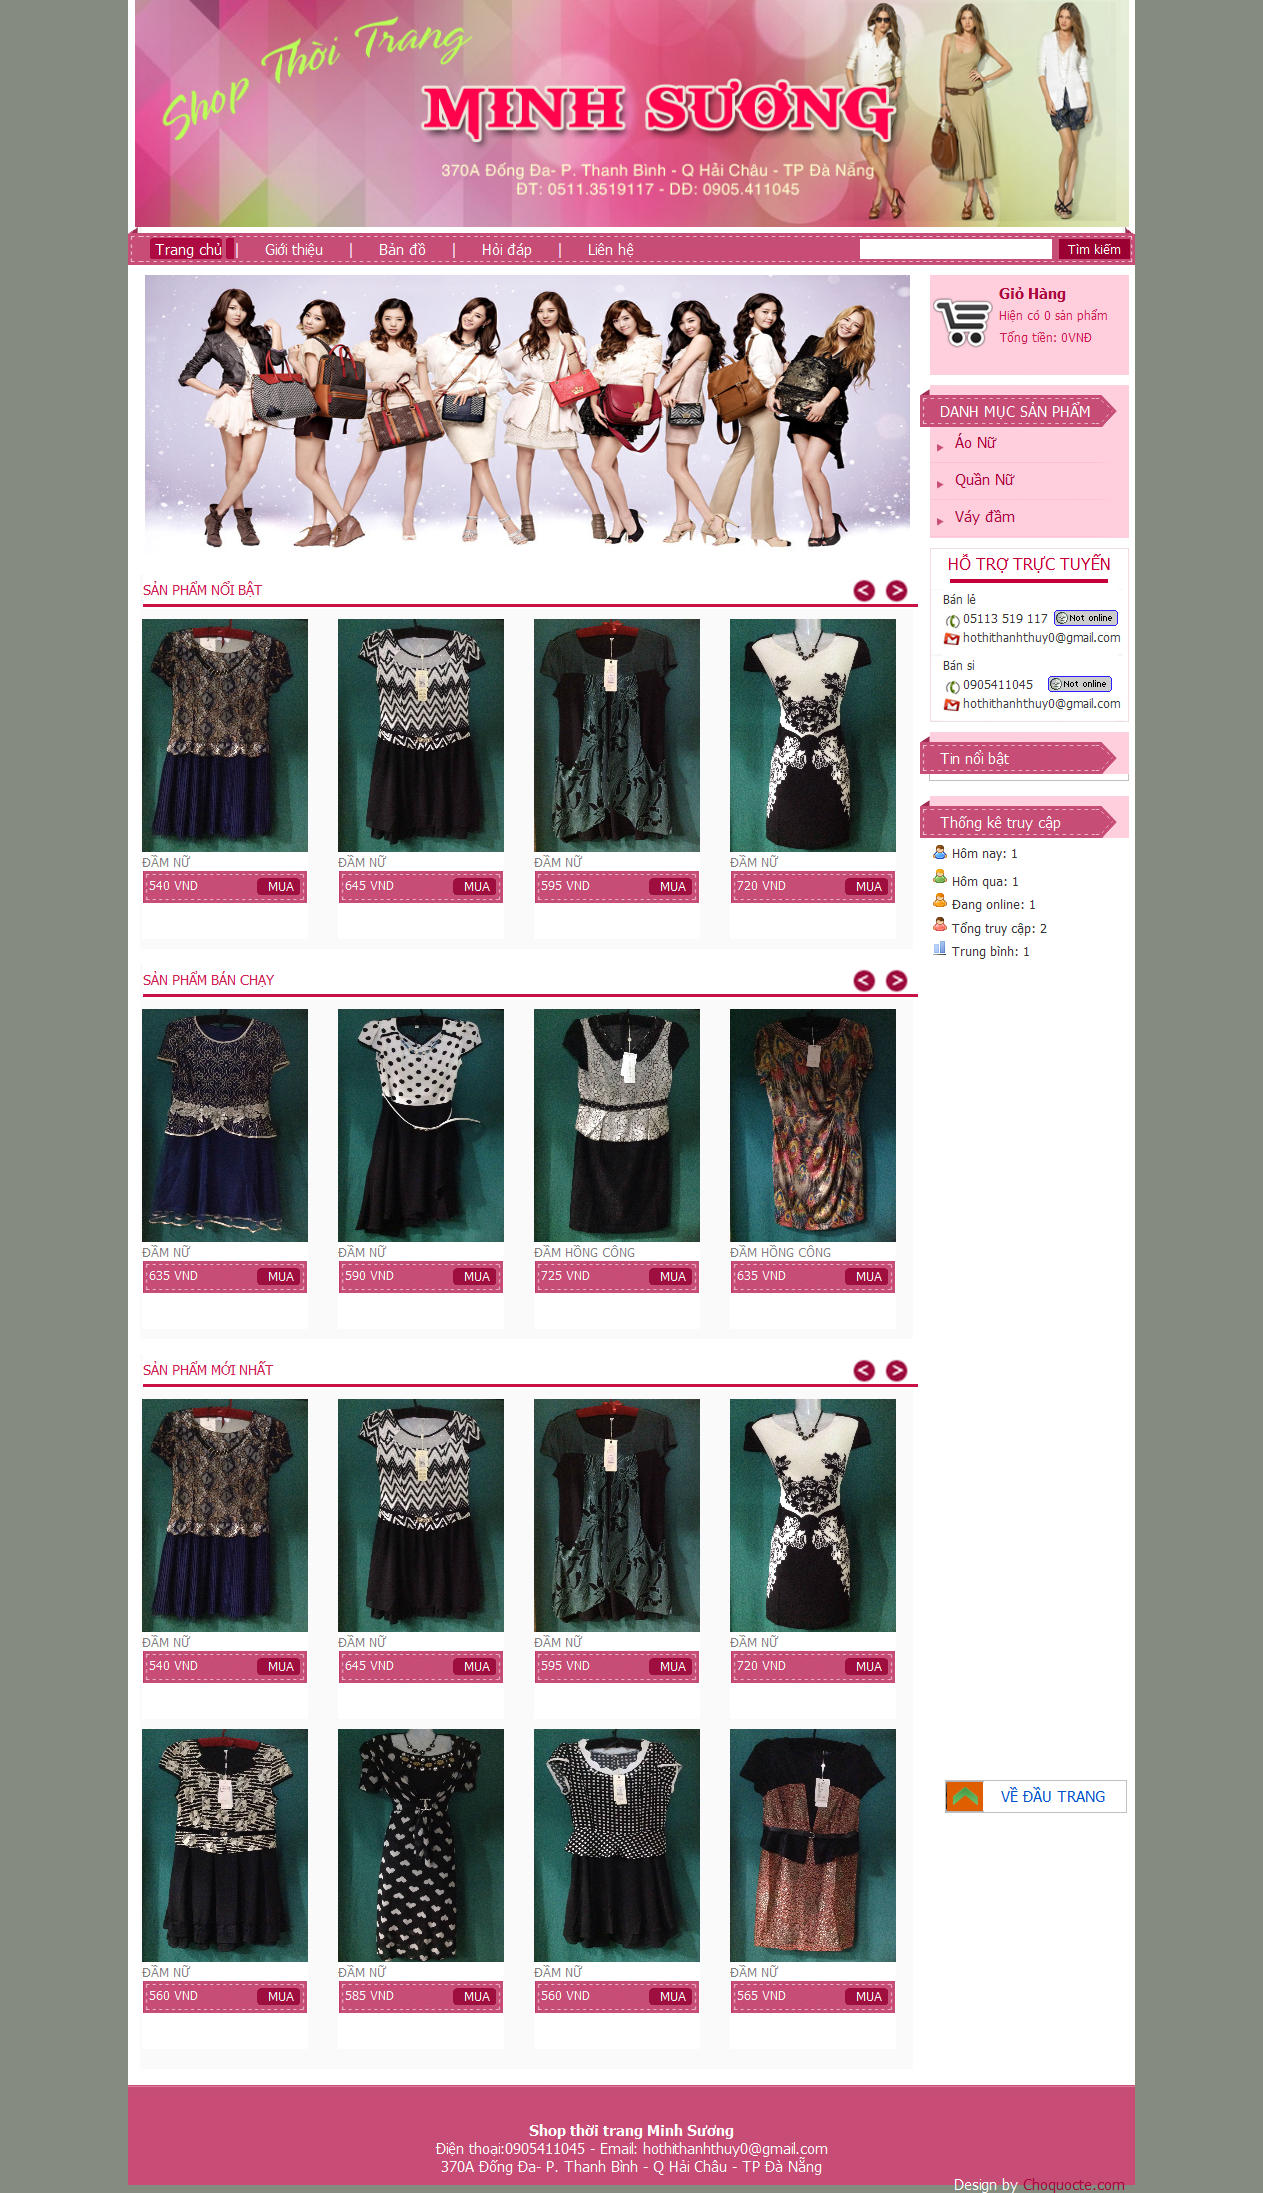 Shop Thời Trang
MINH SƯƠNG
370A Đống Đa- P. Thanh Bình - Q Hải Châu - TP Đà Nẵng
ĐT: 0511.3519117 - DĐ: 0905.411045
Trang chủ | Giới thiệu | Bản đồ | Hỏi đáp | Liên hệ
Tìm kiếm
Giỏ Hàng
Hiện có 0 sản phẩm
Tổng tiền: 0VNĐ
DANH MỤC SẢN PHẨM
Áo Nữ
Quần Nữ
Váy đầm
HỖ TRỢ TRỰC TUYẾN
Bán lẻ
05113 519 117 Not online
hothithanhthuy0@gmail.com
Bán sỉ
0905411045 Not online
hothithanhthuy0@gmail.com
Tin nổi bật
Thống kê truy cập
Hôm nay: 1
Hôm qua: 1
Đang online: 1
Tổng truy cập: 2
Trung bình: 1
SẢN PHẨM NỔI BẬT
ĐẦM NỮ ĐẦM NỮ ĐẦM NỮ ĐẦM NỮ
540 VND MUA 645 VND MUA 595 VND MUA 720 VND MUA
SẢN PHẨM BÁN CHẠY
ĐẦM NỮ ĐẦM NỮ ĐẦM HỒNG CÔNG ĐẦM HỒNG CÔNG
635 VND MUA 590 VND MUA 725 VND MUA 635 VND MUA
SẢN PHẨM MỚI NHẤT
ĐẦM NỮ ĐẦM NỮ ĐẦM NỮ ĐẦM NỮ
540 VND MUA 645 VND MUA 595 VND MUA 720 VND MUA
VỀ ĐẦU TRANG
ĐẦM NỮ ĐẦM NỮ ĐẦM NỮ ĐẦM NỮ
560 VND MUA 585 VND MUA 560 VND MUA 565 VND MUA
Shop thời trang Minh Sương
Điện thoại:0905411045 - Email: hothithanhthuy0@gmail.com
370A Đống Đa- P. Thanh Bình - Q Hải Châu - TP Đà Nẵng
Design by Choquocte.com